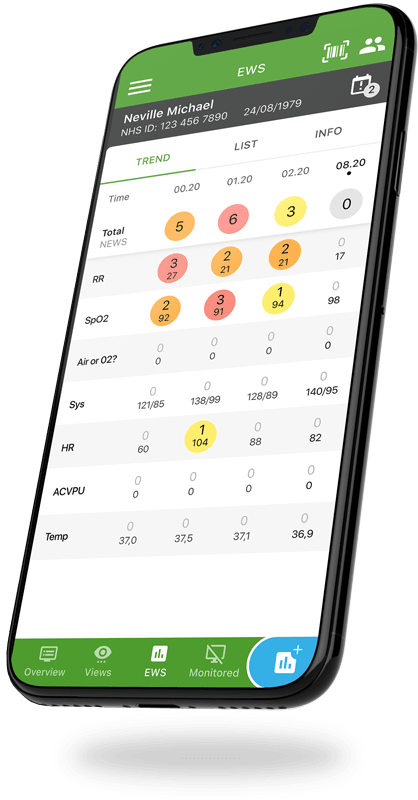 EWS
Neville Michael
NHS ID: 123 456 7890 24/08/1979
2
TREND LIST INFO
Time 00.20 01.20 02.20 08.20
Total 5 6 3 0
NEWS
RR 3 2 2 0
27 21 21 17
SpO2 2 3 1 0
92 91 94 98
Air or 02? 0 0 0 0
0 0 0 0
Sys 0 0 0 0
121/85 138/99 128/89 140/95
HR 0 1 0 0
60 104 88 82
ACVPU 0 0 0 0
0 0 0 0
Temp 0 0 0 0
37,0 37,5 37,1 36,9
Overview Views EWS Monitored